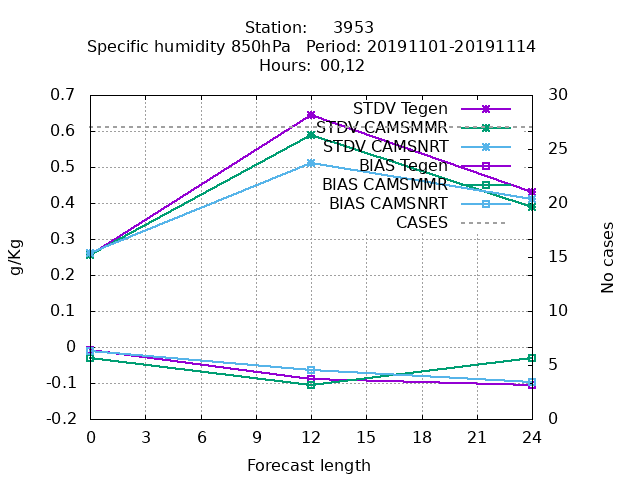 Station: 3953
Specific humidity 850hPa Period: 20191101-20191114
Hours: 00,12
0.7
0.6
0.5
0.4
0.3
0.2
0.1
0
-0.1
-0.2
g/Kg
STDV Tegen
STDV CAMSMMR
STDV CAMSNRT
BIAS Tegen
BIAS CAMSMMR
BIAS CAMSNRT
CASES
30
25
20
15
10
5
0
No cases
0 3 6 9 12 15 18 21 24
Forecast length